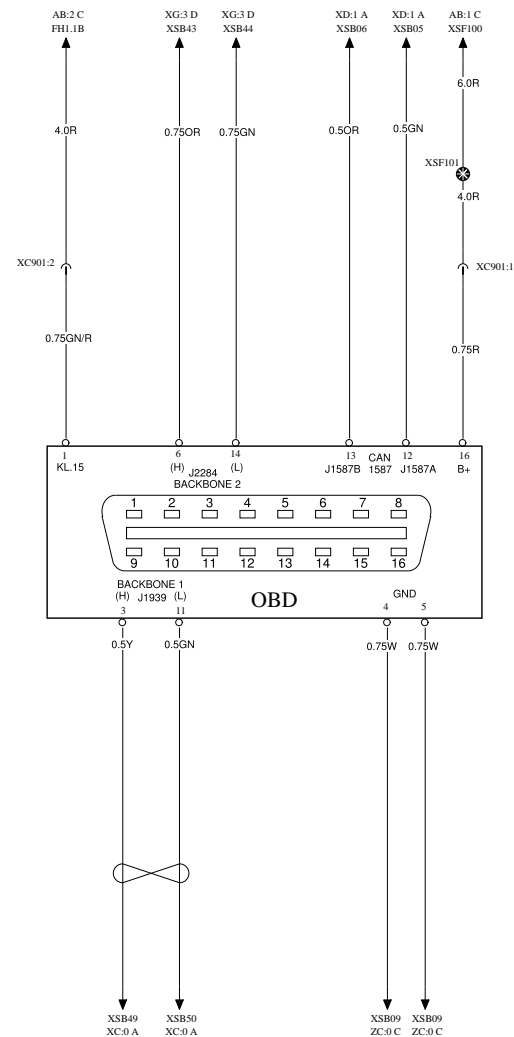 AB:2 C XG:3 D XG:3 D XD:1 A XD:1 A AB:1 C
FH1.1B XSB43 XSB44 XSB06 XSB05 XSF100
6.0R
4.0R 0.75OR 0.75GN 0.5OR 0.5GN
XSF101
4.0R
XC901:2 XC901:1
0.75GN/R 0.75R
1 6 14 13 12 16
KL.15 (H) J2284 (L) J1587B CAN 1587 J1587A B+
BACKBONE 2
1 2 3 4 5 6 7 8
9 10 11 12 13 14 15 16
BACKBONE 1
(H) J1939 (L) OBD GND
3 11 4 5
0.5Y 0.5GN 0.75W 0.75W
XSB49 XSB50 XSB09 XSB09
XC:0 A XC:0 A ZC:0 C ZC:0 C